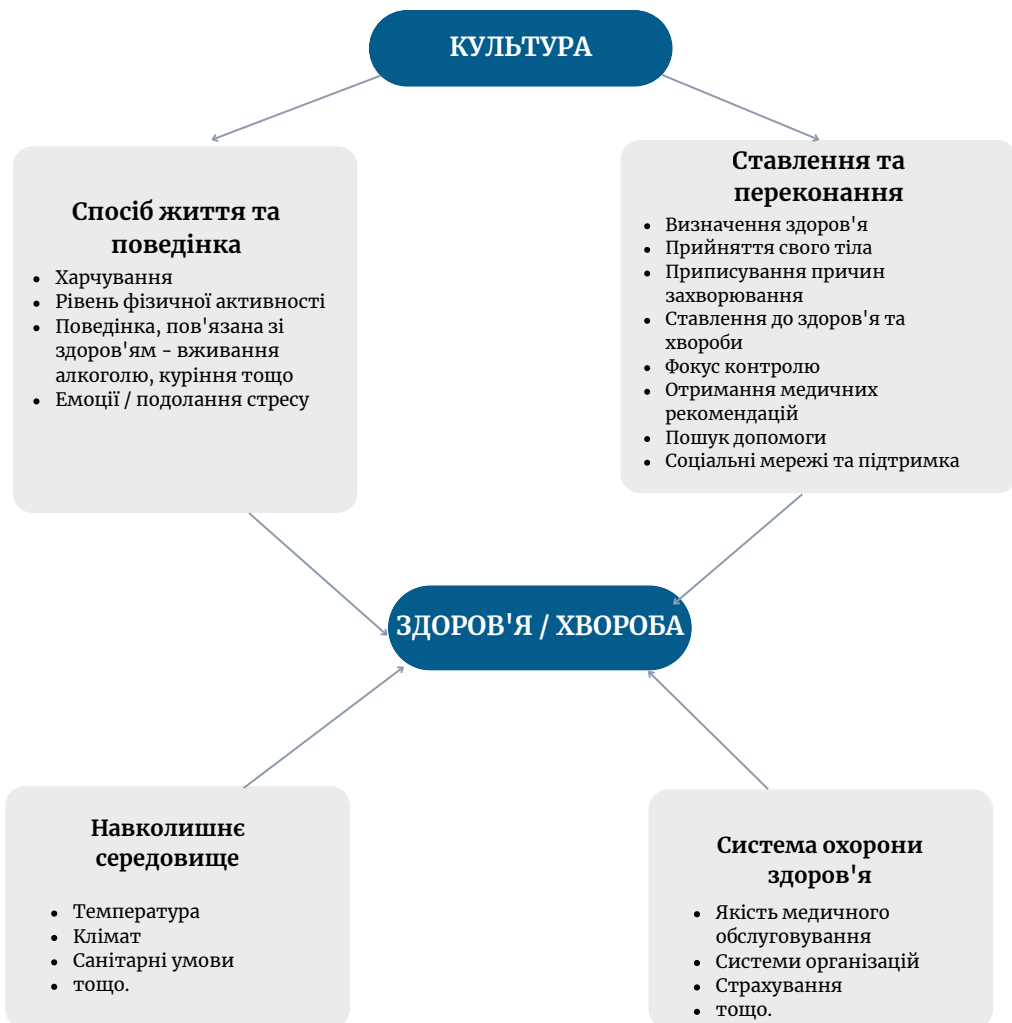 КУЛЬТУРА
Спосіб життя та
поведінка
• Харчування
• Рівень фізичної активності
• Поведінка, пов'язана зі
здоров'ям - вживання
алкоголю, куріння тощо
• Емоції / подолання стресу
Ставлення та
переконання
• Визначення здоров'я
• Прийняття свого тіла
• Приписування причин
захворювання
• Ставлення до здоров'я та
хвороби
• Фокус контролю
• Отримання медичних
рекомендацій
• Пошук допомоги
• Соціальні мережі та підтримка
ЗДОРОВ'Я / ХВОРОБА
Навколишнє
середовище
• Температура
• Клімат
• Санітарні умови
• тощо.
Система охорони
здоров'я
• Якість медичного
обслуговування
• Системи організацій
• Страхування
• тощо.